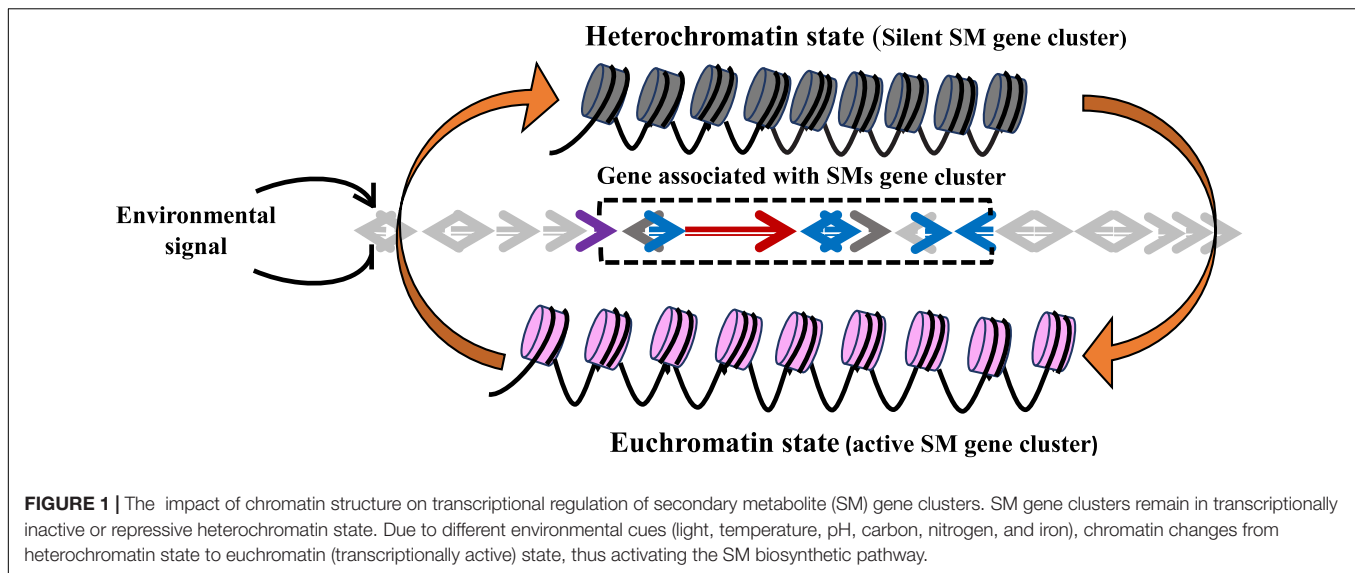 Heterochromatin state (Silent SM gene cluster)
Gene associated with SMs gene cluster
Environmental
signal
Euchromatin state (active SM gene cluster)
FIGURE 1 | The impact of chromatin structure on transcriptional regulation of secondary metabolite (SM) gene clusters. SM gene clusters remain in transcriptionally
inactive or repressive heterochromatin state. Due to different environmental cues (light, temperature, pH, carbon, nitrogen, and iron), chromatin changes from
heterochromatin state to euchromatin (transcriptionally active) state, thus activating the SM biosynthetic pathway.